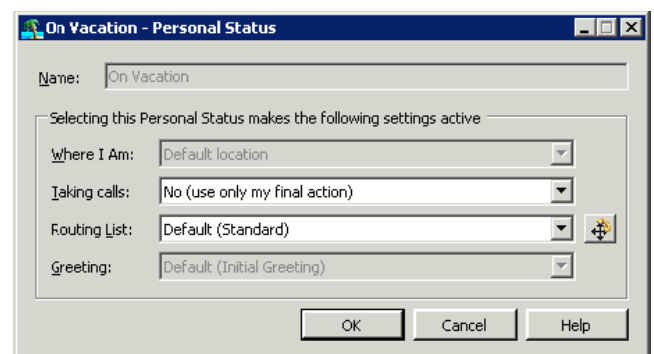 On Vacation - Personal Status
Name: On Vacation
Selecting this Personal Status makes the following settings active
Where I Am: Default location
Taking calls: No (use only my final action)
Routing List: Default (Standard)
Greeting: Default (Initial Greeting)
OK Cancel Help